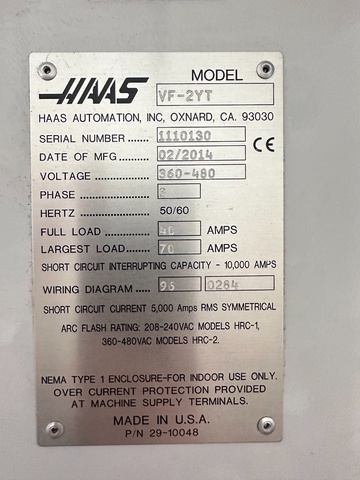 MODEL
HAAS VF-2YT
HAAS AUTOMATION, INC, OXNARD, CA. 93030
SERIAL NUMBER ........ 1110130
DATE OF MFG ........... 02/2014 CE
VOLTAGE .................. 360-480
PHASE .......................
HERTZ ....................... 50/60
FULL LOAD ............... 40 AMPS
LARGEST LOAD ........ 70 AMPS
SHORT CIRCUIT INTERRUPTING CAPACITY - 10,000 AMPS
WIRING DIAGRAM ..... 96 0284
SHORT CIRCUIT CURRENT 5,000 Amps RMS SYMMETRICAL
ARC FLASH RATING: 208-240VAC MODELS HRC-1,
360-480VAC MODELS HRC-2.
NEMA TYPE 1 ENCLOSURE-FOR INDOOR USE ONLY.
OVER CURRENT PROTECTION PROVIDED
AT MACHINE SUPPLY TERMINALS.
MADE IN U.S.A.
P/N 29-10048